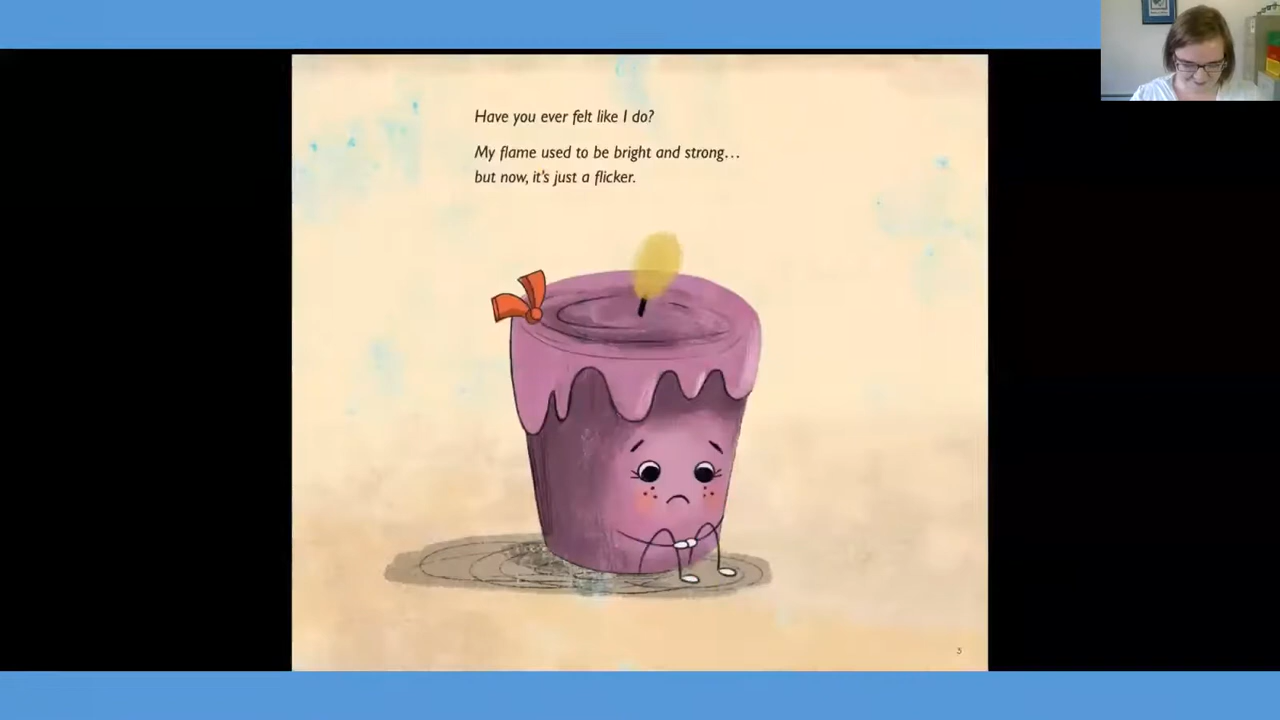 Have you ever felt like I do?
My flame used to be bright and strong...
but now, it's just a flicker.
3